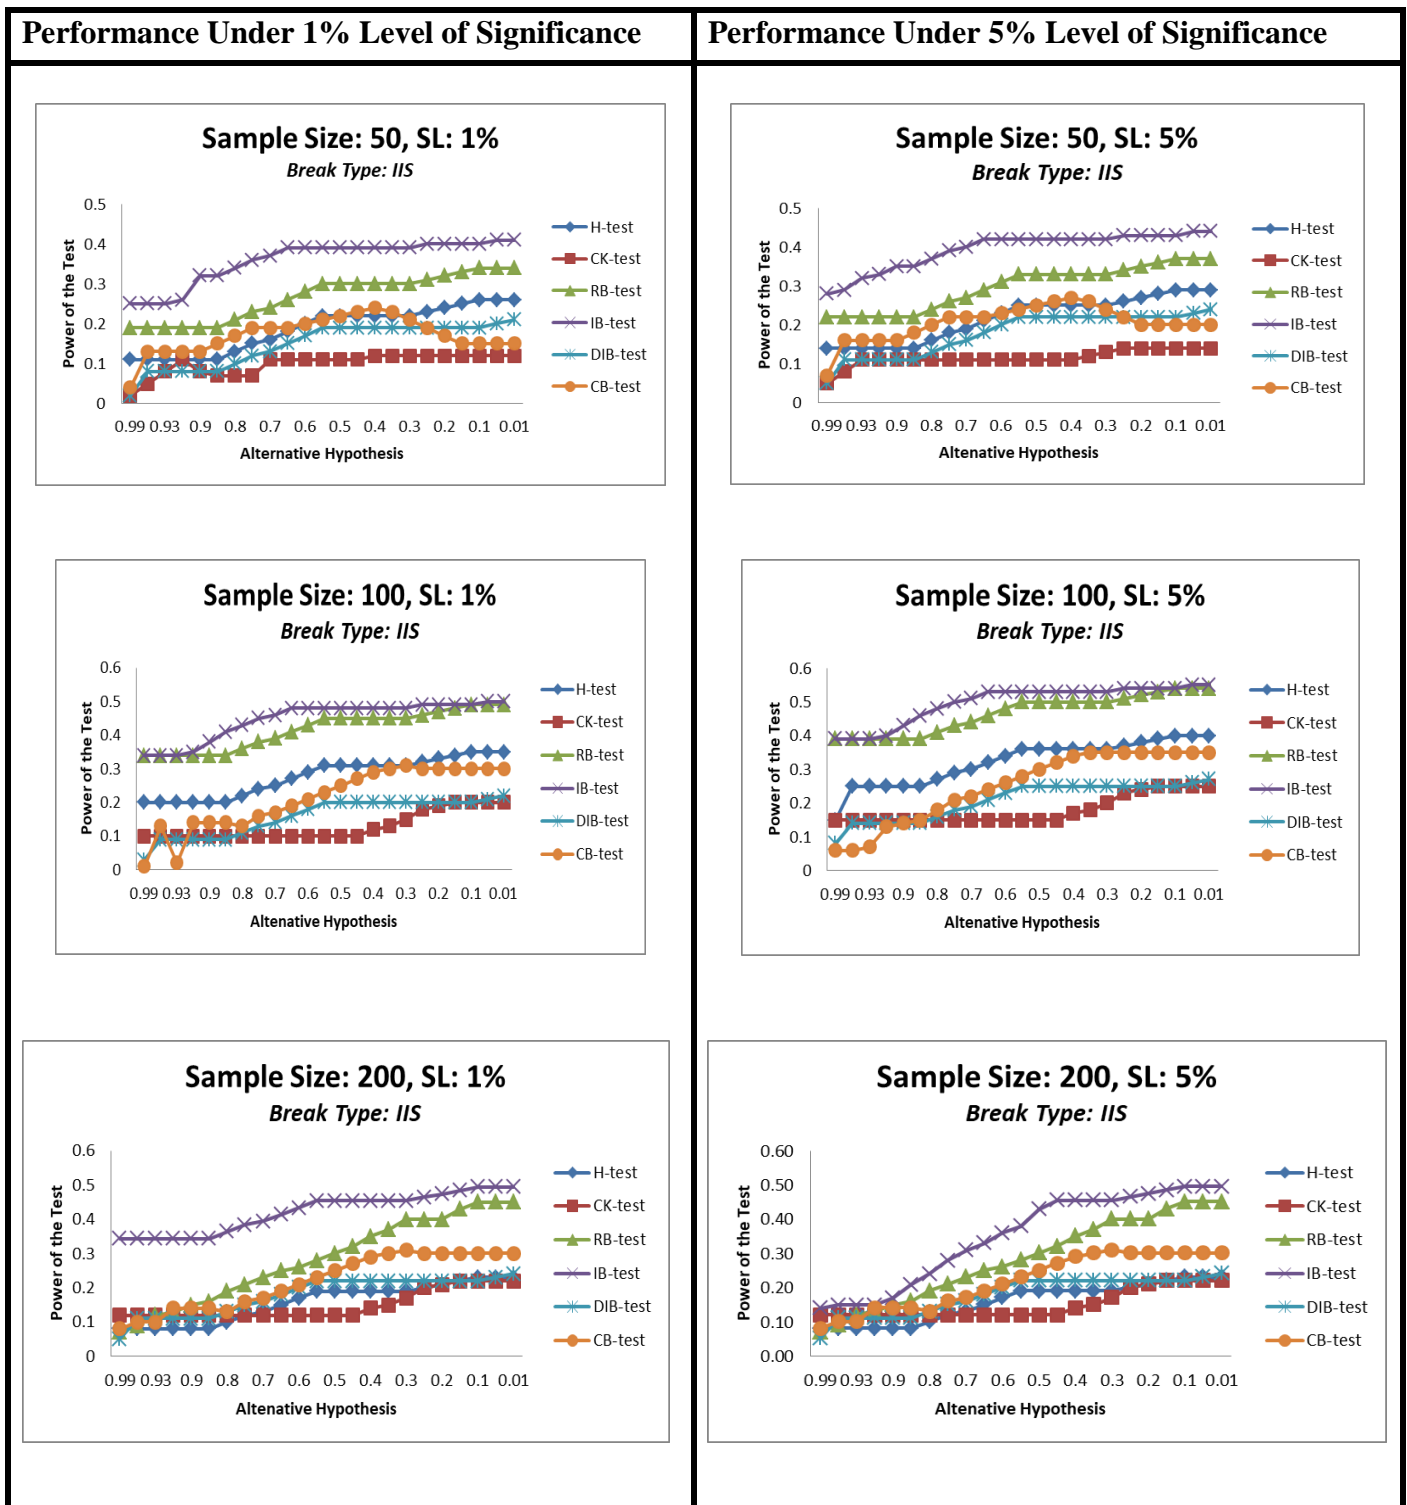 Performance Under 1% Level of Significance
Performance Under 5% Level of Significance
Sample Size: 50, SL: 1%
Break Type: IIS
Power of the Test
0.5
0.4
0.3
0.2
0.1
0
0.99 0.93 0.9 0.8 0.7 0.6 0.5 0.4 0.3 0.2 0.1 0.01
Alternative Hypothesis
H-test
CK-test
RB-test
IB-test
DIB-test
CB-test
Sample Size: 50, SL: 5%
Break Type: IIS
Power of the Test
0.5
0.4
0.3
0.2
0.1
0
0.99 0.93 0.9 0.8 0.7 0.6 0.5 0.4 0.3 0.2 0.1 0.01
Altenative Hypothesis
H-test
CK-test
RB-test
IB-test
DIB-test
CB-test
Sample Size: 100, SL: 1%
Break Type: IIS
Power of the Test
0.6
0.5
0.4
0.3
0.2
0.1
0
0.99 0.93 0.9 0.8 0.7 0.6 0.5 0.4 0.3 0.2 0.1 0.01
Altenative Hypothesis
H-test
CK-test
RB-test
IB-test
DIB-test
CB-test
Sample Size: 100, SL: 5%
Break Type: IIS
Power of the Test
0.6
0.5
0.4
0.3
0.2
0.1
0
0.99 0.93 0.9 0.8 0.7 0.6 0.5 0.4 0.3 0.2 0.1 0.01
Altenative Hypothesis
H-test
CK-test
RB-test
IB-test
DIB-test
CB-test
Sample Size: 200, SL: 1%
Break Type: IIS
Power of the Test
0.6
0.5
0.4
0.3
0.2
0.1
0
0.99 0.93 0.9 0.8 0.7 0.6 0.5 0.4 0.3 0.2 0.1 0.01
Altenative Hypothesis
H-test
CK-test
RB-test
IB-test
DIB-test
CB-test
Sample Size: 200, SL: 5%
Break Type: IIS
Power of the Test
0.60
0.50
0.40
0.30
0.20
0.10
0.00
0.99 0.93 0.9 0.8 0.7 0.6 0.5 0.4 0.3 0.2 0.1 0.01
Altenative Hypothesis
H-test
CK-test
RB-test
IB-test
DIB-test
CB-test